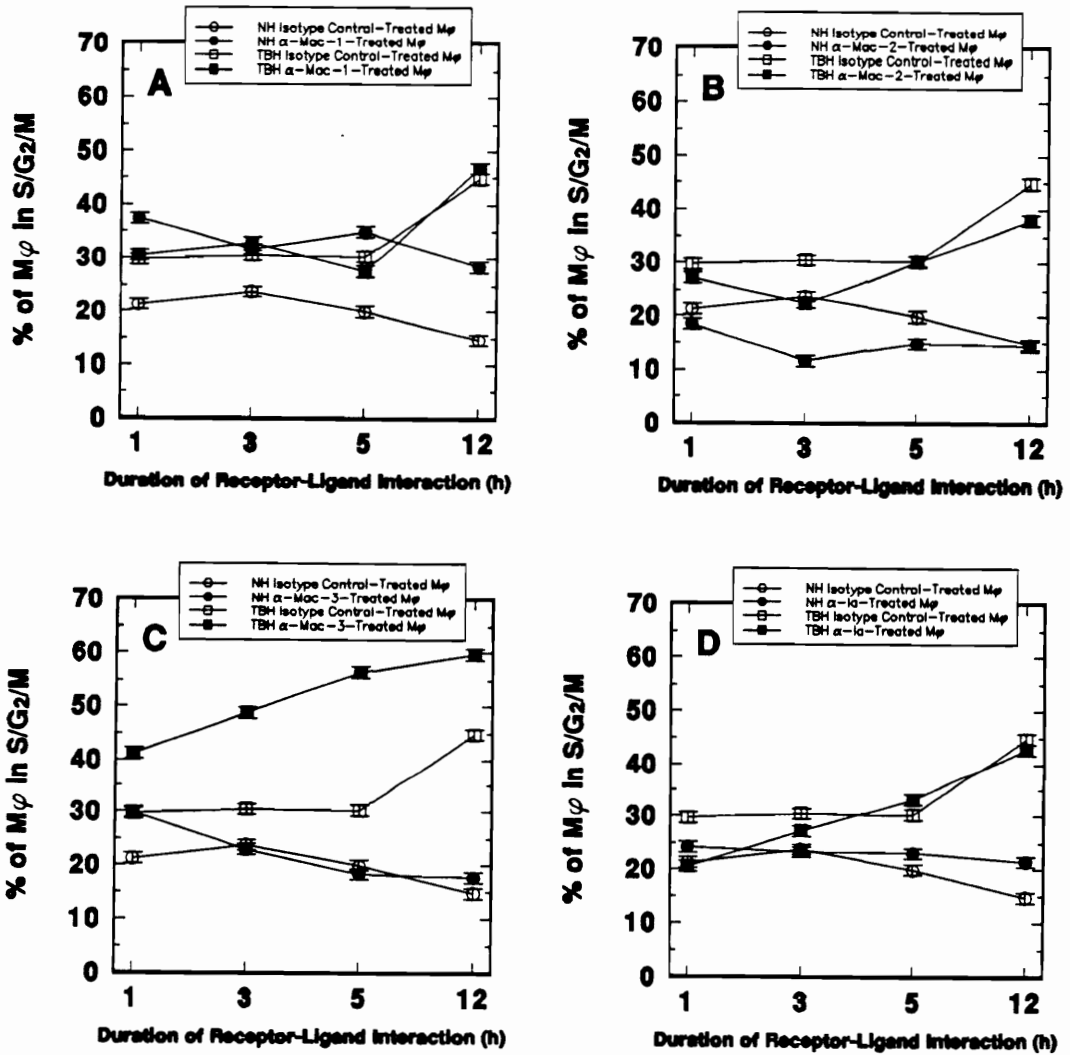 NH Isotype Control-Treated Mφ
NH α-Mac-1-Treated Mφ
TBH Isotype Control-Treated Mφ
TBH α-Mac-1-Treated Mφ
A
% of Mφ in S/G2/M
70
60
50
40
30
20
10
0
1 3 5 12
Duration of Receptor-Ligand Interaction (h)
NH Isotype Control-Treated Mφ
NH α-Mac-2-Treated Mφ
TBH Isotype Control-Treated Mφ
TBH α-Mac-2-Treated Mφ
B
% of Mφ in S/G2/M
70
60
50
40
30
20
10
0
1 3 5 12
Duration of Receptor-Ligand Interaction (h)
NH Isotype Control-Treated Mφ
NH α-Mac-3-Treated Mφ
TBH Isotype Control-Treated Mφ
TBH α-Mac-3-Treated Mφ
C
% of Mφ in S/G2/M
70
60
50
40
30
20
10
0
1 3 5 12
Duration of Receptor-Ligand Interaction (h)
NH Isotype Control-Treated Mφ
NH α-Ia-Treated Mφ
TBH Isotype Control-Treated Mφ
TBH α-Ia-Treated Mφ
D
% of Mφ in S/G2/M
70
60
50
40
30
20
10
0
1 3 5 12
Duration of Receptor-Ligand Interaction (h)